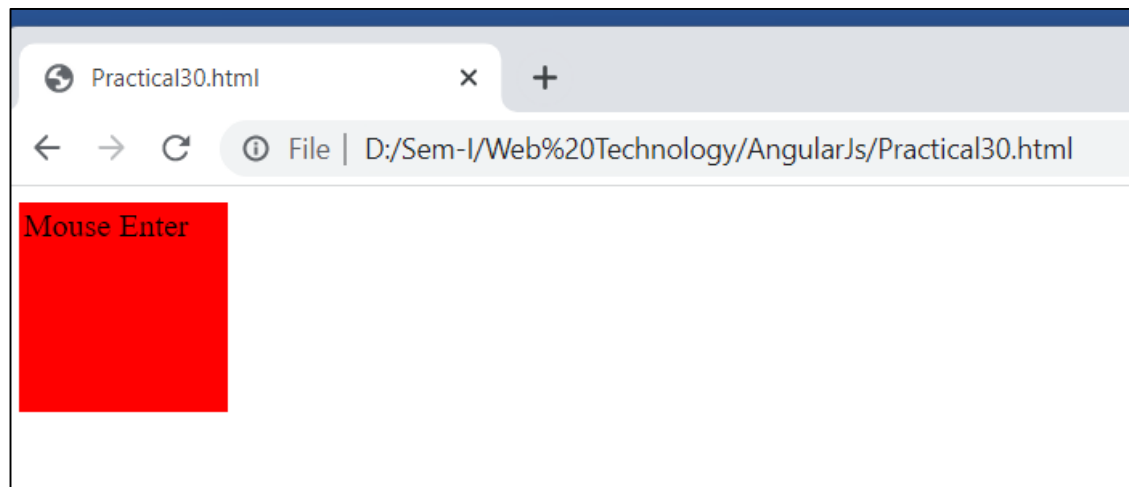 Practical30.html
File | D:/Sem-I/Web%20Technology/AngularJs/Practical30.html
Mouse Enter